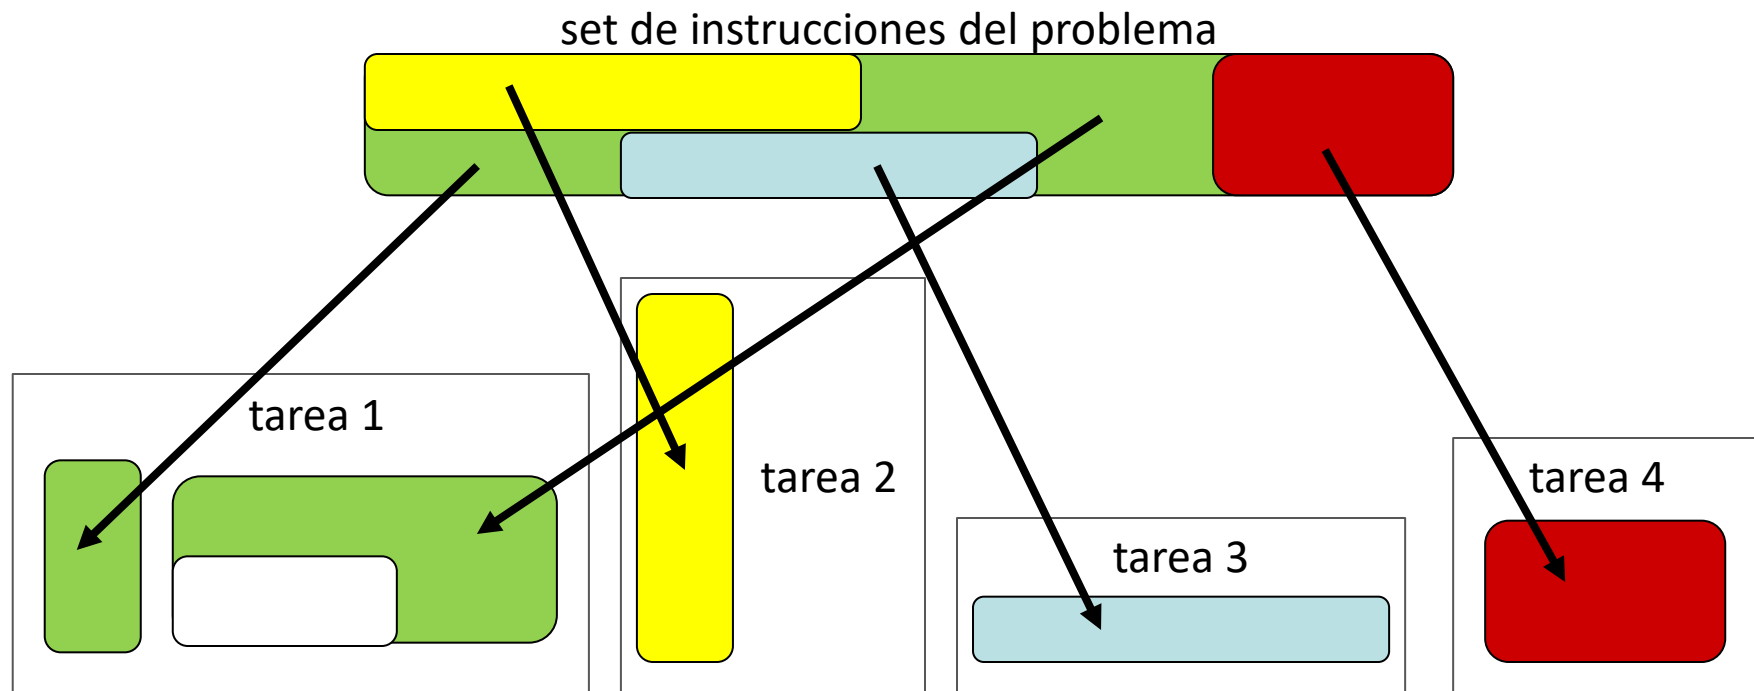 set de instrucciones del problema
tarea 1
tarea 2
tarea 3
tarea 4